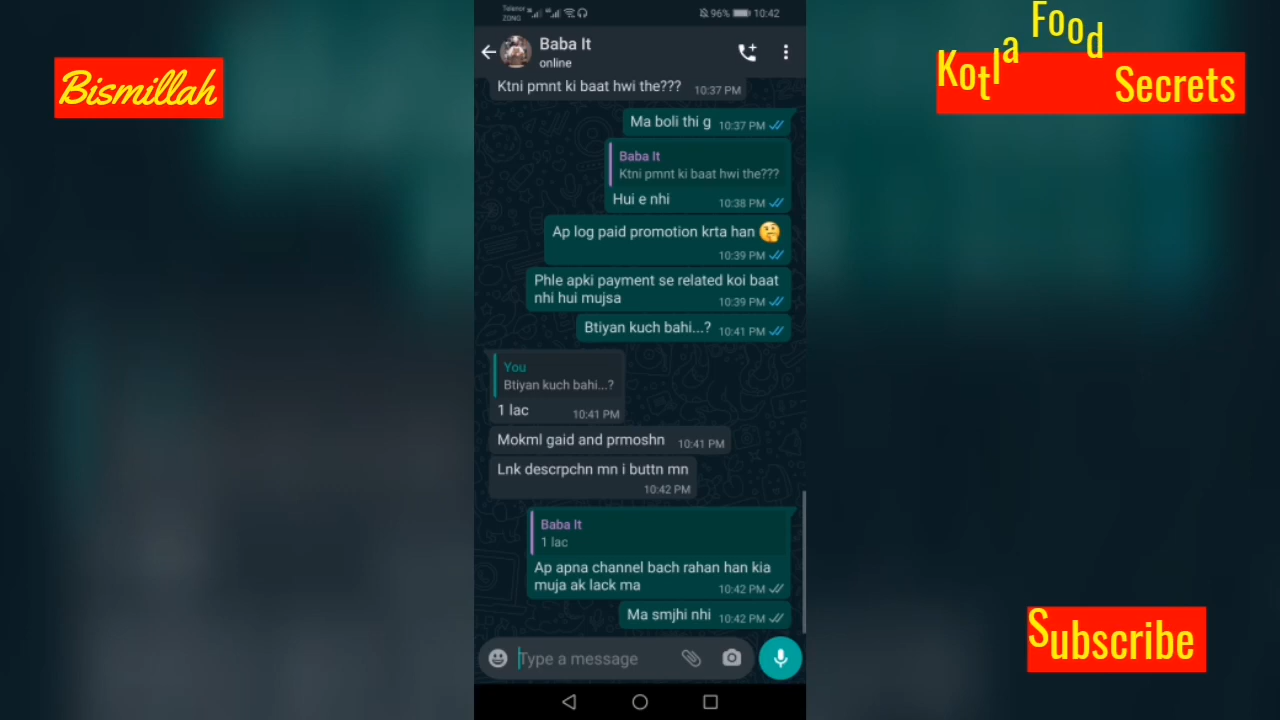 Bismillah
Kotla Food Secrets
Telenor
ZONG
96% 10:42
Baba It
online
Ktni pmnt ki baat hwi the??? 10:37 PM
Ma boli thi g 10:37 PM
Baba It
Ktni pmnt ki baat hwi the???
Hui e nhi 10:38 PM
Ap log paid promotion krta han 🤔
10:39 PM
Phle apki payment se related koi baat
nhi hui mujsa 10:39 PM
Btiyan kuch bahi...? 10:41 PM
You
Btiyan kuch bahi...?
1 lac 10:41 PM
Mokml gaid and prmoshn 10:41 PM
Lnk descrpchn mn i buttn mn
10:42 PM
Baba It
1 lac
Ap apna channel bach rahan han kia
muja ak lack ma 10:42 PM
Ma smjhi nhi 10:42 PM
Type a message
Subscribe